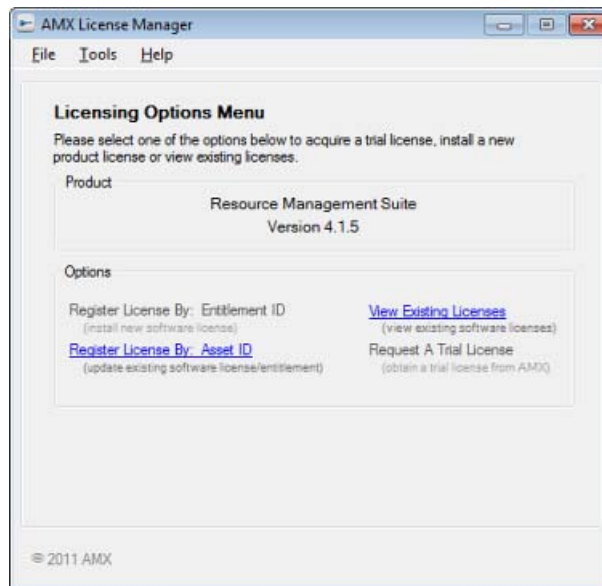 AMX License Manager
File Tools Help
Licensing Options Menu
Please select one of the options below to acquire a trial license, install a new
product license or view existing licenses.
Product
Resource Management Suite
Version 4.1.5
Options
Register License By: Entitlement ID
(install new software license)
Register License By: Asset ID
(update existing software license/entitlement)
View Existing Licenses
(view existing software licenses)
Request A Trial License
(obtain a trial license from AMX)
© 2011 AMX